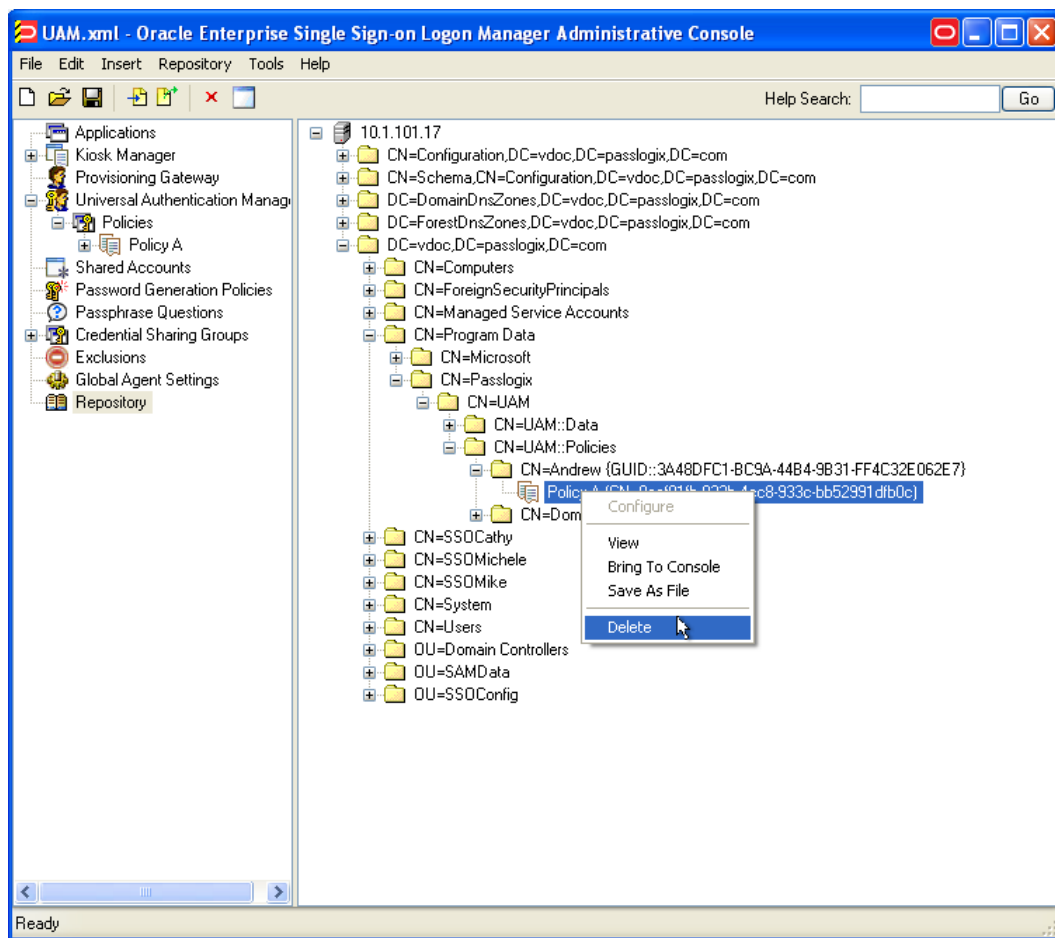 UAM.xml - Oracle Enterprise Single Sign-on Logon Manager Administrative Console
File Edit Insert Repository Tools Help
Help Search: Go
Applications
Kiosk Manager
Provisioning Gateway
Universal Authentication Manag
Policies
Policy A
Shared Accounts
Password Generation Policies
Passphrase Questions
Credential Sharing Groups
Exclusions
Global Agent Settings
Repository
10.1.101.17
CN=Configuration,DC=vdoc,DC=passlogix,DC=com
CN=Schema,CN=Configuration,DC=vdoc,DC=passlogix,DC=com
DC=DomainDnsZones,DC=vdoc,DC=passlogix,DC=com
DC=ForestDnsZones,DC=vdoc,DC=passlogix,DC=com
DC=vdoc,DC=passlogix,DC=com
CN=Computers
CN=ForeignSecurityPrincipals
CN=Managed Service Accounts
CN=Program Data
CN=Microsoft
CN=Passlogix
CN=UAM
CN=UAM::Data
CN=UAM::Policies
CN=Andrew {GUID::3A48DFC1-BC9A-44B4-9B31-FF4C32E062E7}
Policy A
CN=Dom
CN=SSOCathy
CN=SSOMichele
CN=SSOMike
CN=System
CN=Users
OU=Domain Controllers
OU=SAMData
OU=SSOConfig
Configure
View
Bring To Console
Save As File
Delete
Ready